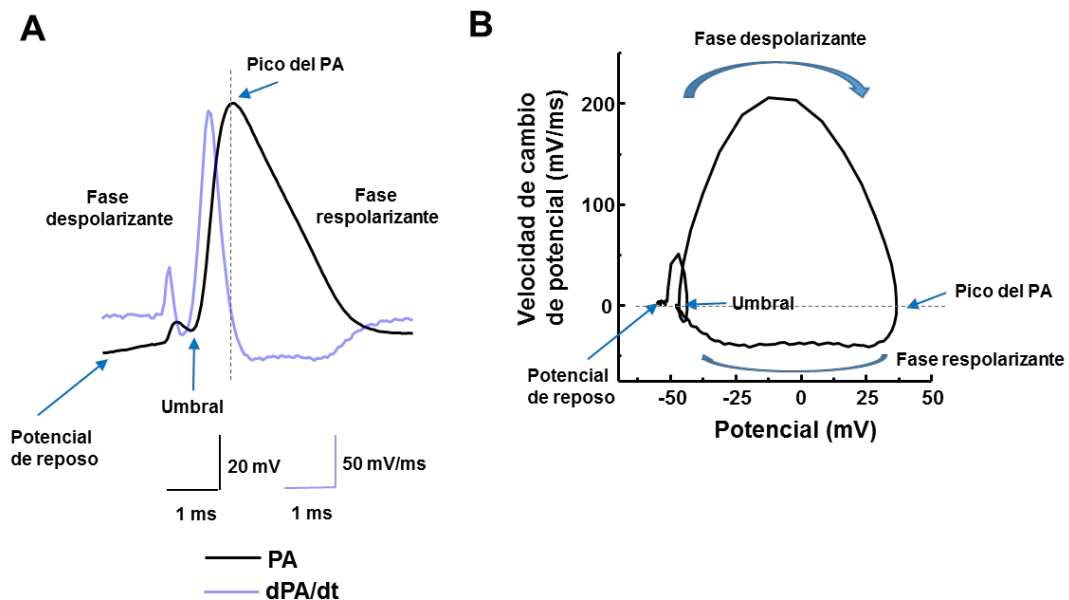 A
Pico del PA
Fase
despolarizante
Fase
respolarizante
Umbral
Potencial
de reposo
20 mV
1 ms
50 mV/ms
1 ms
PA
dPA/dt
B
Fase despolarizante
Velocidad de cambio
de potencial (mV/ms)
200
100
0
Umbral
Pico del PA
Fase respolarizante
Potencial
de reposo
-50
-25
0
25
50
Potencial (mV)